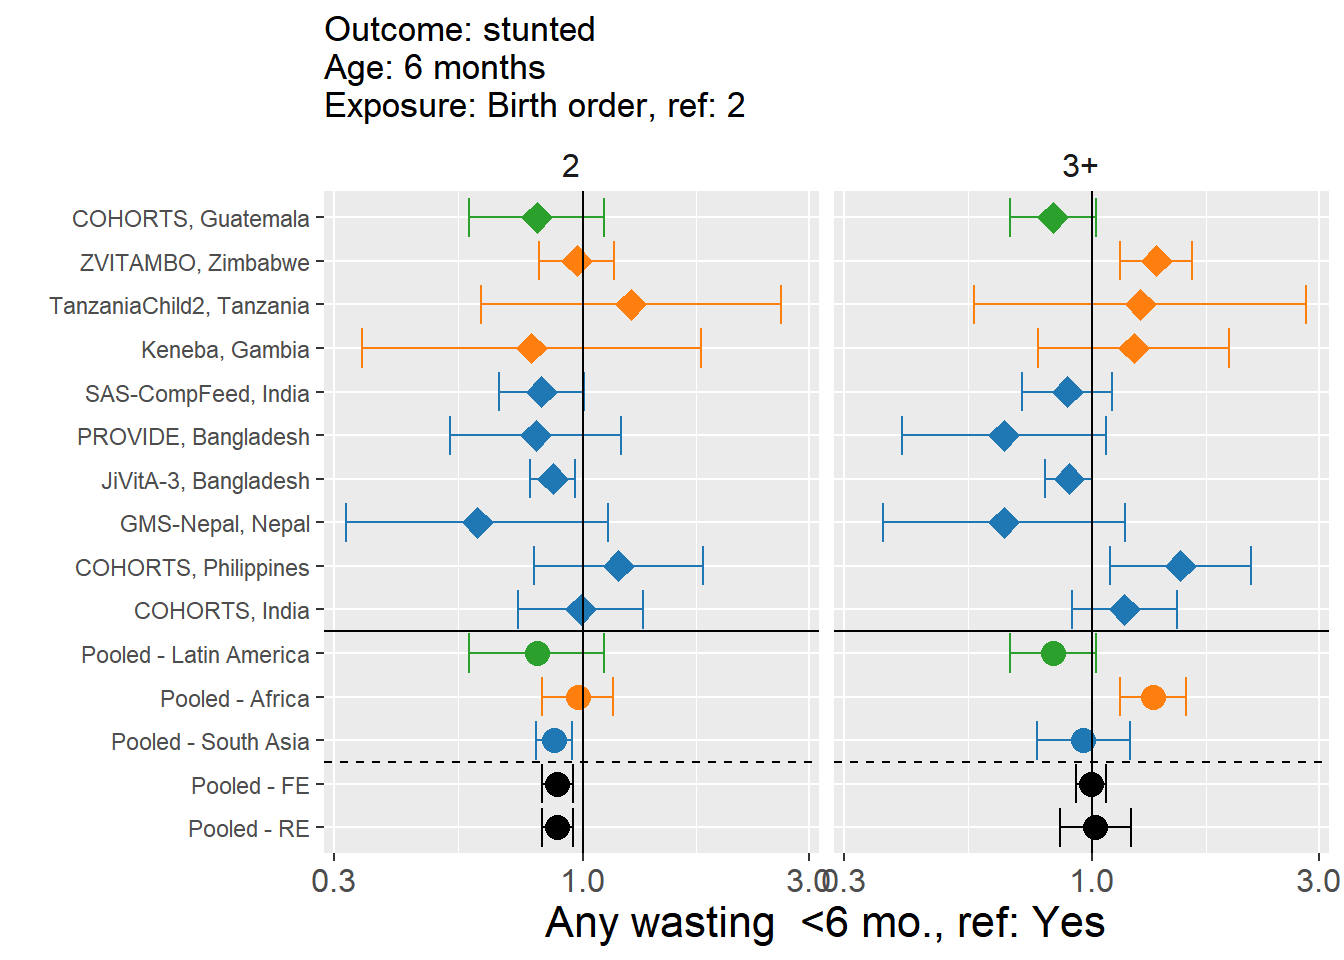 Outcome: stunted
Age: 6 months
Exposure: Birth order, ref: 2
2 3+
COHORTS, Guatemala
ZVITAMBO, Zimbabwe
TanzaniaChild2, Tanzania
Keneba, Gambia
SAS-CompFeed, India
PROVIDE, Bangladesh
JiVitA-3, Bangladesh
GMS-Nepal, Nepal
COHORTS, Philippines
COHORTS, India
Pooled - Latin America
Pooled - Africa
Pooled - South Asia
Pooled - FE
Pooled - RE
0.3 1.0 3.0 0.3 1.0 3.0
Any wasting  <6 mo., ref: Yes